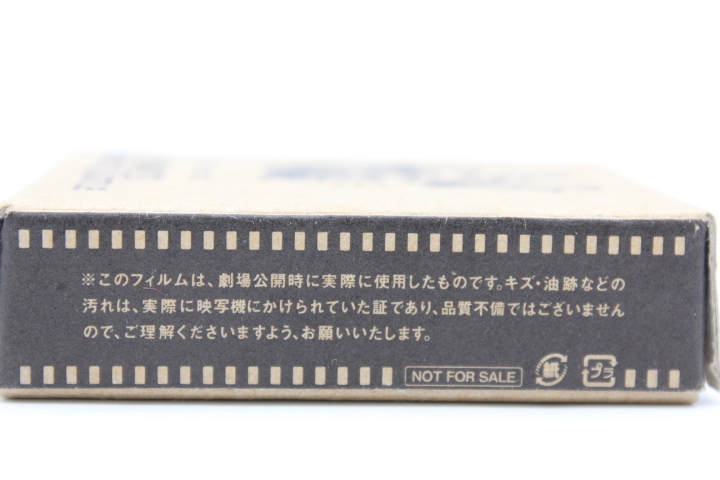 ※このフィルムは、劇場公開時に実際に使用したものです。キズ・油跡などの
汚れは、実際に映写機にかけられていた証であり、品質不備ではございません
ので、ご理解くださいますよう、お願いいたします。
NOT FOR SALE 紙 プラ